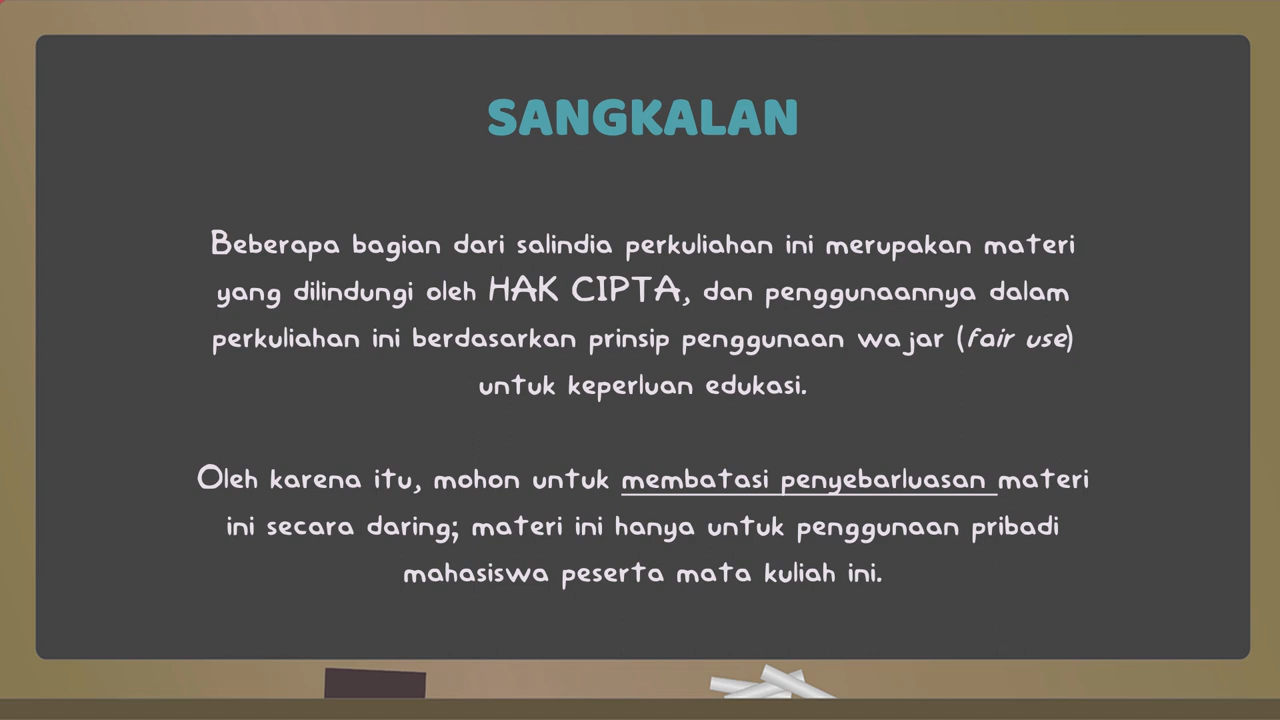 SANGKALAN
Beberapa bagian dari salindia perkuliahan ini merupakan materi
yang dilindungi oleh HAK CIPTA, dan penggunaannya dalam
perkuliahan ini berdasarkan prinsip penggunaan wajar (fair use)
untuk keperluan edukasi.
Oleh karena itu, mohon untuk membatasi penyebarluasan materi
ini secara daring; materi ini hanya untuk penggunaan pribadi
mahasiswa peserta mata kuliah ini.